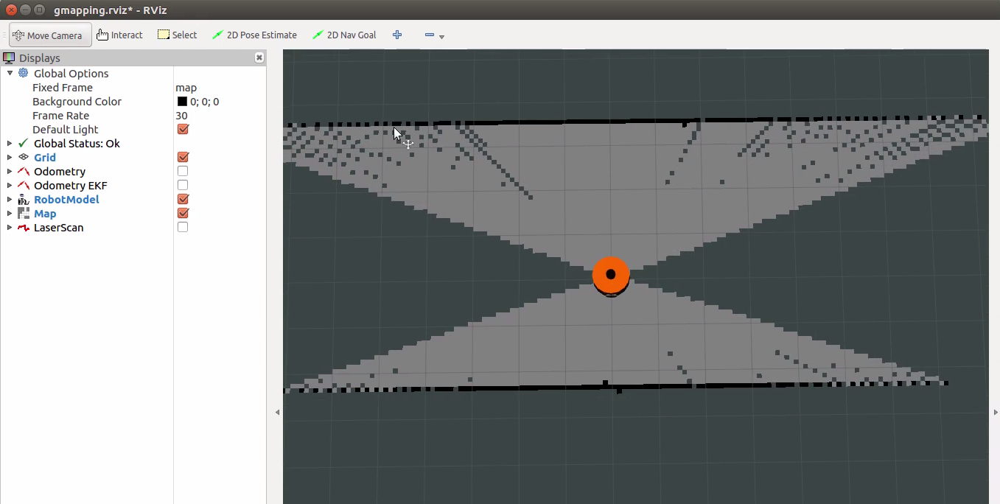 gmapping.rviz* - RViz
Move Camera Interact Select 2D Pose Estimate 2D Nav Goal
Displays
Global Options
Fixed Frame map
Background Color 0; 0; 0
Frame Rate 30
Default Light
Global Status: Ok
Grid
Odometry
Odometry EKF
RobotModel
Map
LaserScan